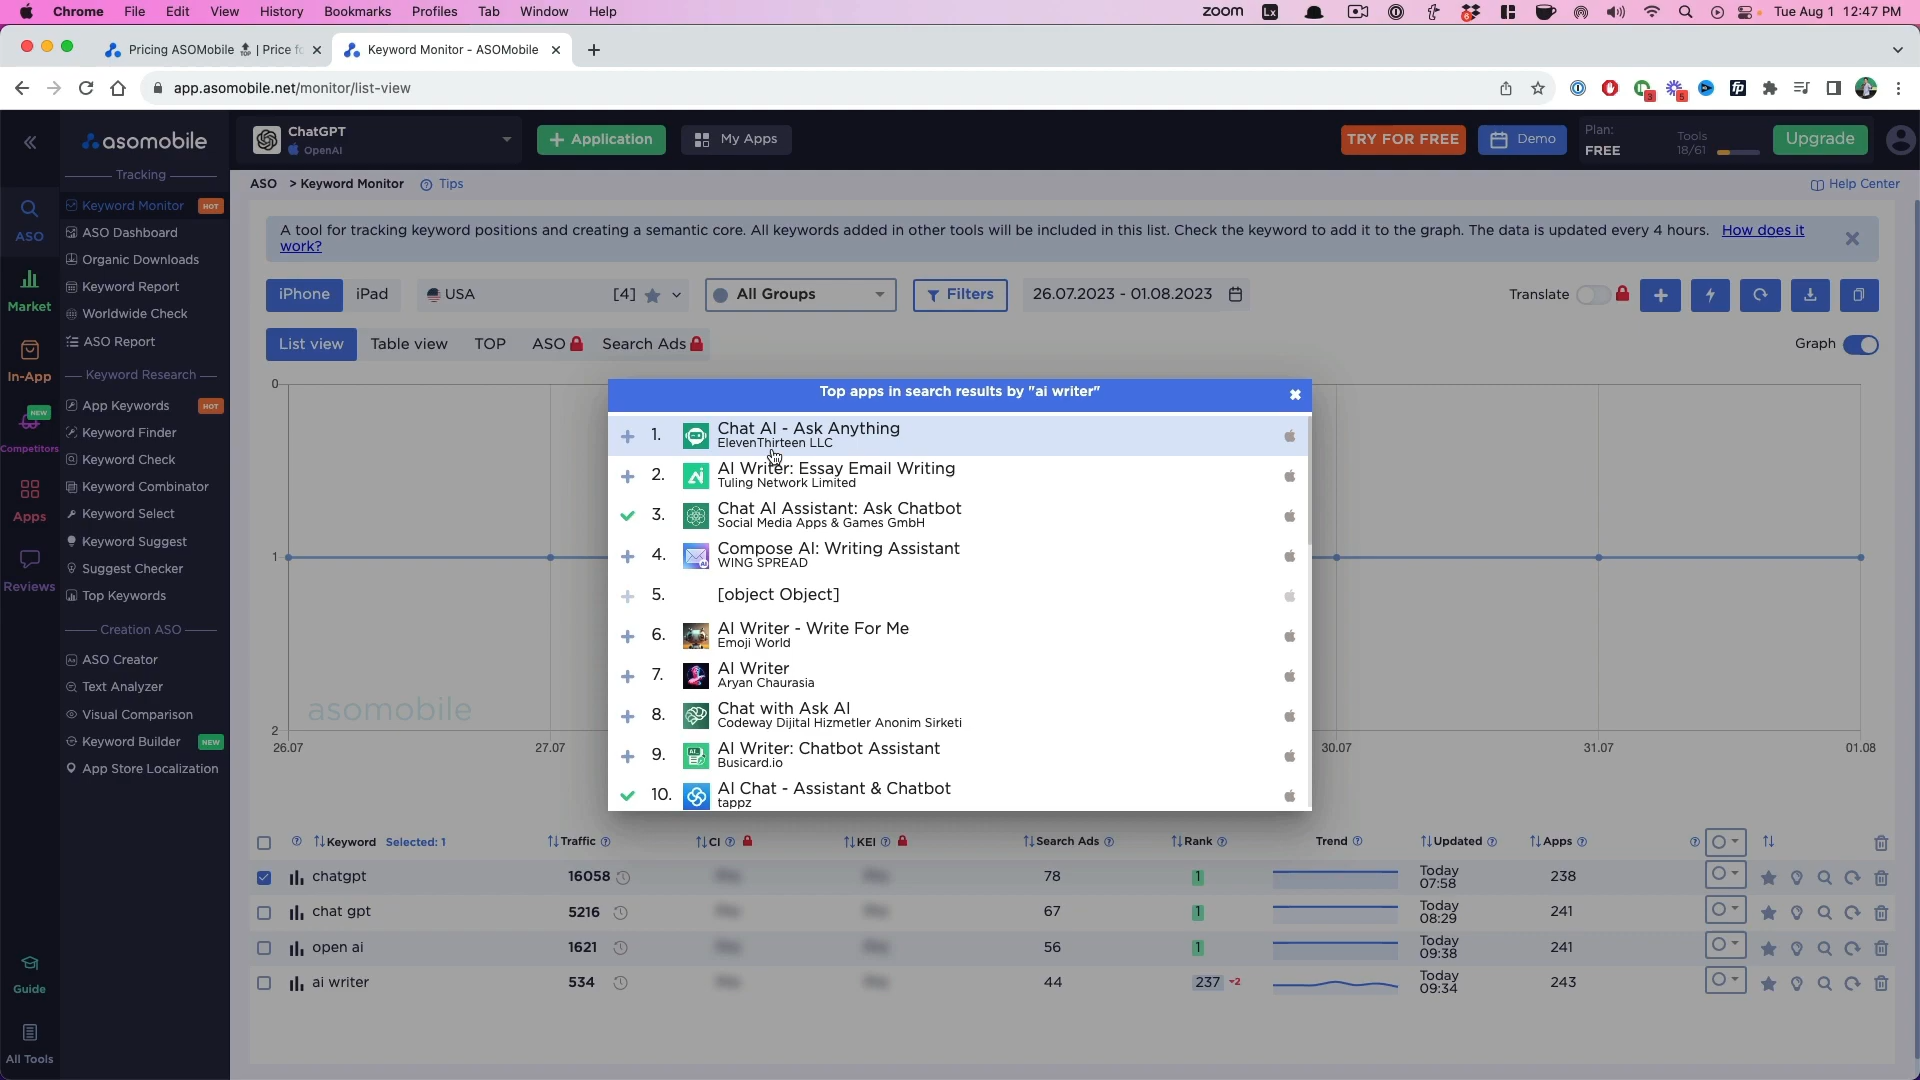 Chrome File Edit View History Bookmarks Profiles Tab Window Help zoom Lx 6 Tue Aug 1 12:47 PM
Pricing ASOMobile | Price fo Keyword Monitor - ASOMobile
app.asomobile.net/monitor/list-view 3 5 fp
asomobile ChatGPT OpenAI + Application My Apps TRY FOR FREE Demo Plan: FREE Tools 18/61 Upgrade
ASO > Keyword Monitor Tips Help Center
A tool for tracking keyword positions and creating a semantic core. All keywords added in other tools will be included in this list. Check the keyword to add it to the graph. The data is updated every 4 hours. How does it
work?
iPhone iPad USA [4] All Groups Filters 26.07.2023 - 01.08.2023 Translate
List view Table view TOP ASO Search Ads Graph
ASO
Market
In-App
NEW
Competitors
Apps
Reviews
Guide
All Tools
Tracking
Keyword Monitor HOT
ASO Dashboard
Organic Downloads
Keyword Report
Worldwide Check
ASO Report
Keyword Research
App Keywords HOT
Keyword Finder
Keyword Check
Keyword Combinator
Keyword Select
Keyword Suggest
Suggest Checker
Top Keywords
Creation ASO
ASO Creator
Text Analyzer
Visual Comparison
Keyword Builder NEW
App Store Localization
0
1
2
asomobile
26.07 27.07 30.07 31.07 01.08
Top apps in search results by "ai writer"
1. Chat AI - Ask Anything
ElevenThirteen LLC
2. AI Writer: Essay Email Writing
Tuling Network Limited
3. Chat AI Assistant: Ask Chatbot
Social Media Apps & Games GmbH
4. Compose AI: Writing Assistant
WING SPREAD
5. [object Object]
6. AI Writer - Write For Me
Emoji World
7. AI Writer
Aryan Chaurasia
8. Chat with Ask AI
Codeway Dijital Hizmetler Anonim Sirketi
9. AI Writer: Chatbot Assistant
Busicard.io
10. AI Chat - Assistant & Chatbot
tappz
Keyword Selected: 1 Traffic CI KEI Search Ads Rank Trend Updated Apps
chatgpt 16058 78 1 Today 07:58 238
chat gpt 5216 67 1 Today 08:29 241
open ai 1621 56 1 Today 09:38 241
ai writer 534 44 237 2 Today 09:34 243